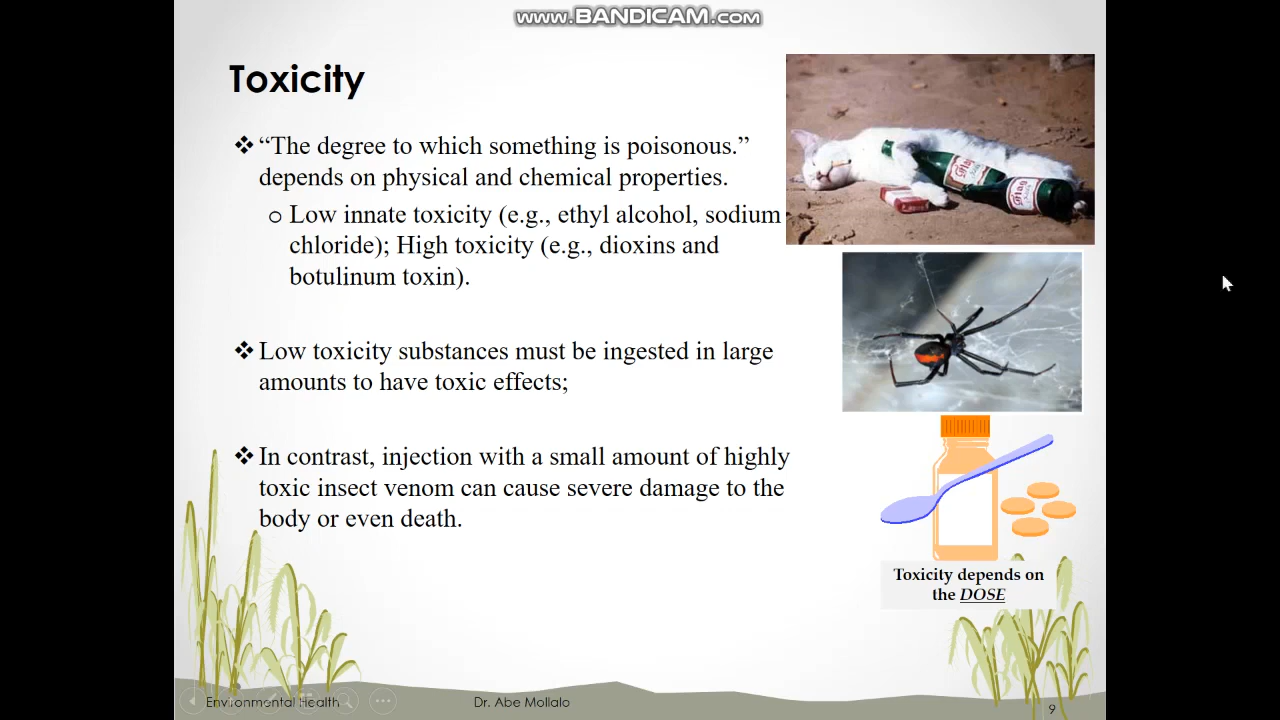 www.BANDICAM.com
Toxicity
❖ “The degree to which something is poisonous.”
depends on physical and chemical properties.
o Low innate toxicity (e.g., ethyl alcohol, sodium
chloride); High toxicity (e.g., dioxins and
botulinum toxin).
❖ Low toxicity substances must be ingested in large
amounts to have toxic effects;
❖ In contrast, injection with a small amount of highly
toxic insect venom can cause severe damage to the
body or even death.
Toxicity depends on
the DOSE
Environmental Health
Dr. Abe Mollalo
9